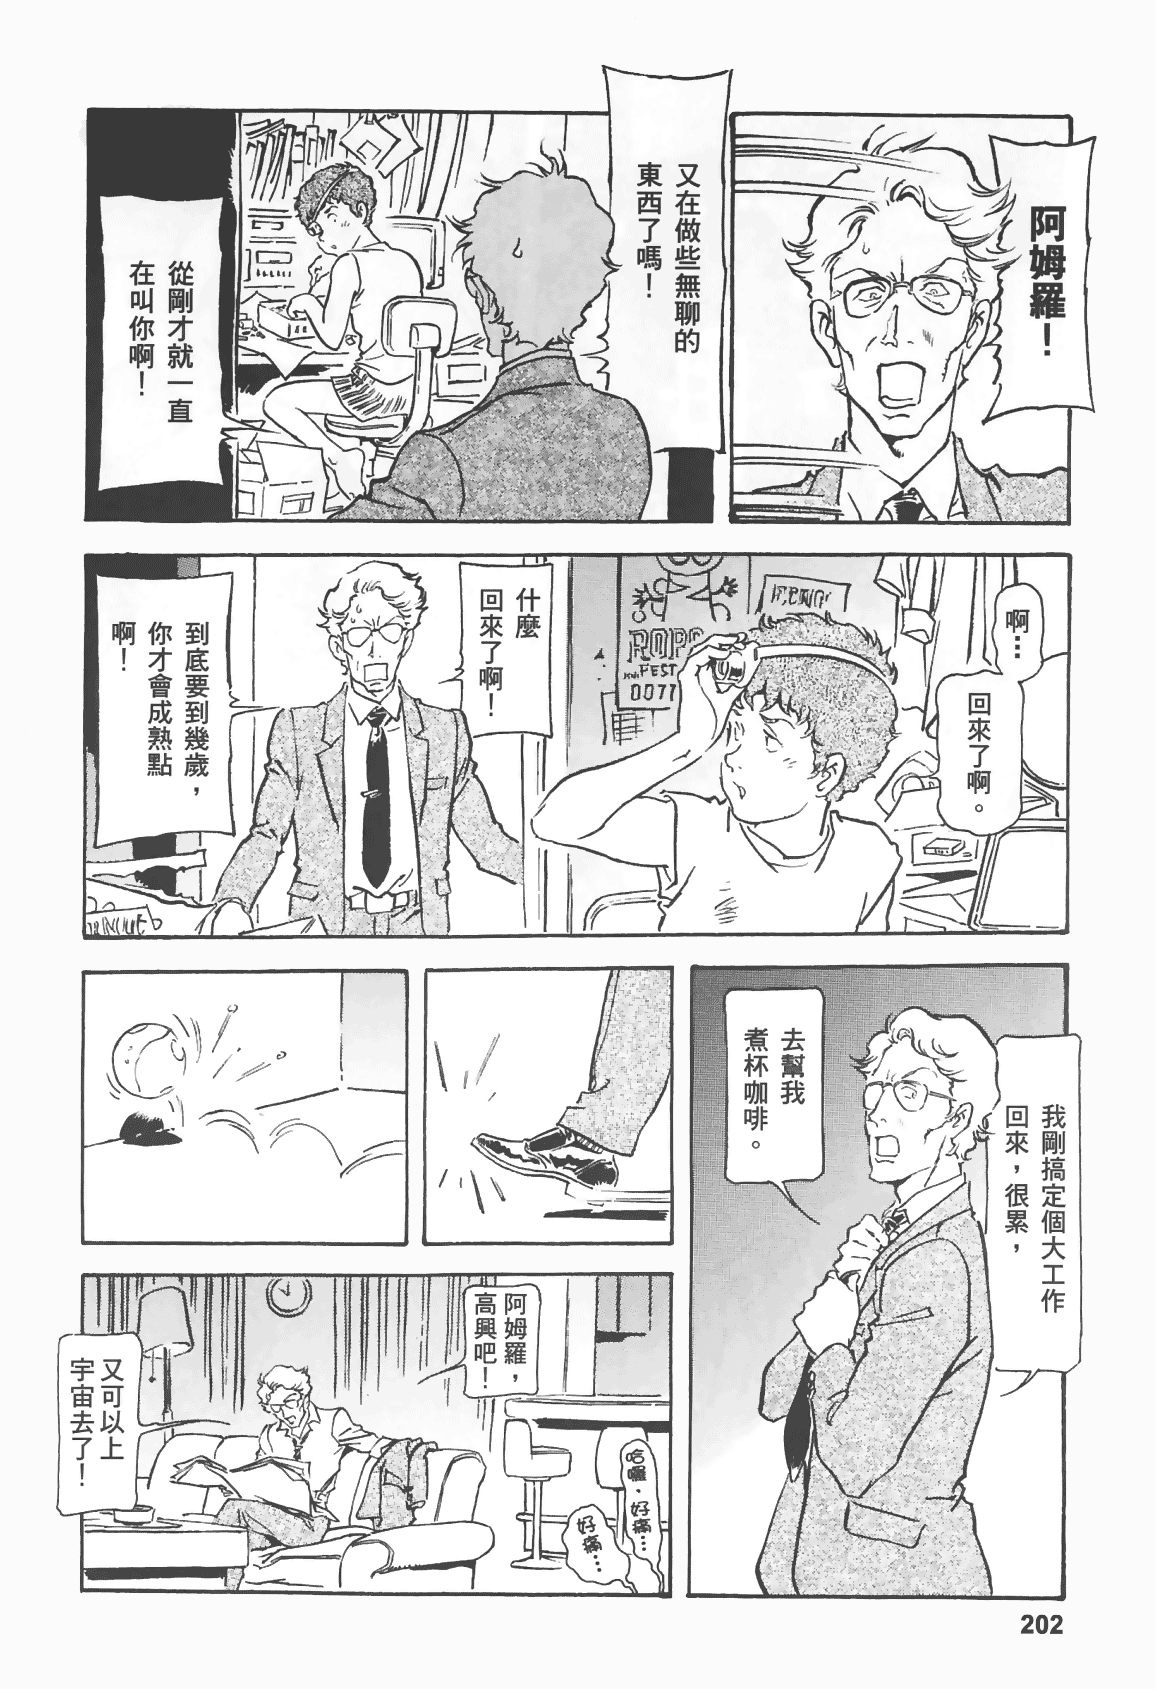 阿姆羅！
又在做些無聊的
東西了嗎！
從剛才就一直
在叫你啊！
啊…
回來了啊。
什麼
回來了啊！
到底要到幾歲，
你才會成熟點
啊！
ROPO
FEST
0077
我剛搞定個大工作
回來，很累，
去幫我
煮杯咖啡。
阿姆羅，
高興吧！
又可以上
宇宙去了！
哈囉．好痛…
好痛…
202